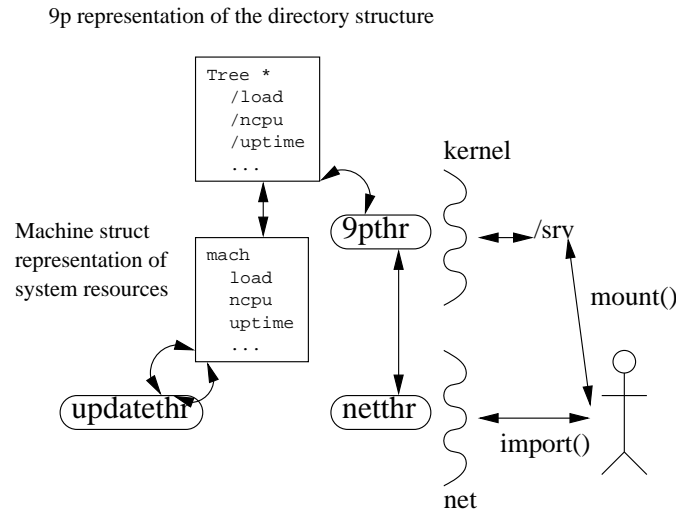 9p representation of the directory structure
Tree *
/load
/ncpu
/uptime
...
kernel
9pthr
/srv
Machine struct
representation of
system resources
mach
load
ncpu
uptime
...
mount()
updatethr
netthr
import()
net